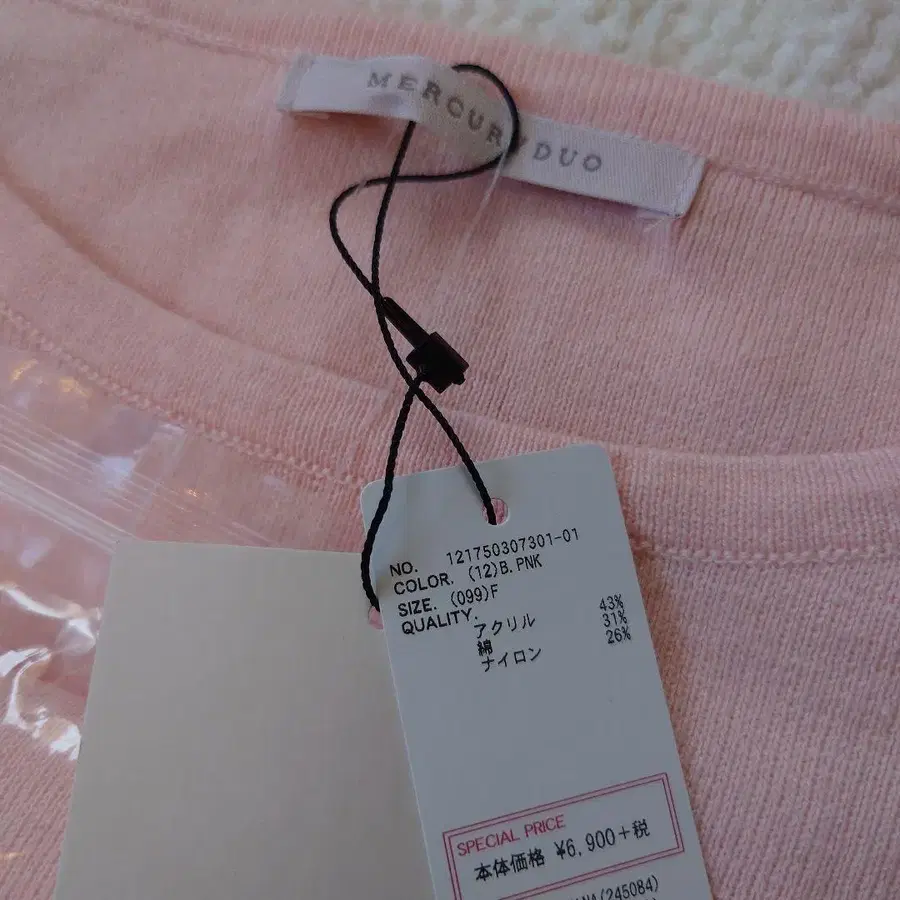 MERCURYDUO
NO. 121750307301-01
COLOR. (12)B.PNK
SIZE. (099)F
QUALITY.
アクリル 43%
綿 31%
ナイロン 26%
SPECIAL PRICE
本体価格 ¥6,900+税
(245084)